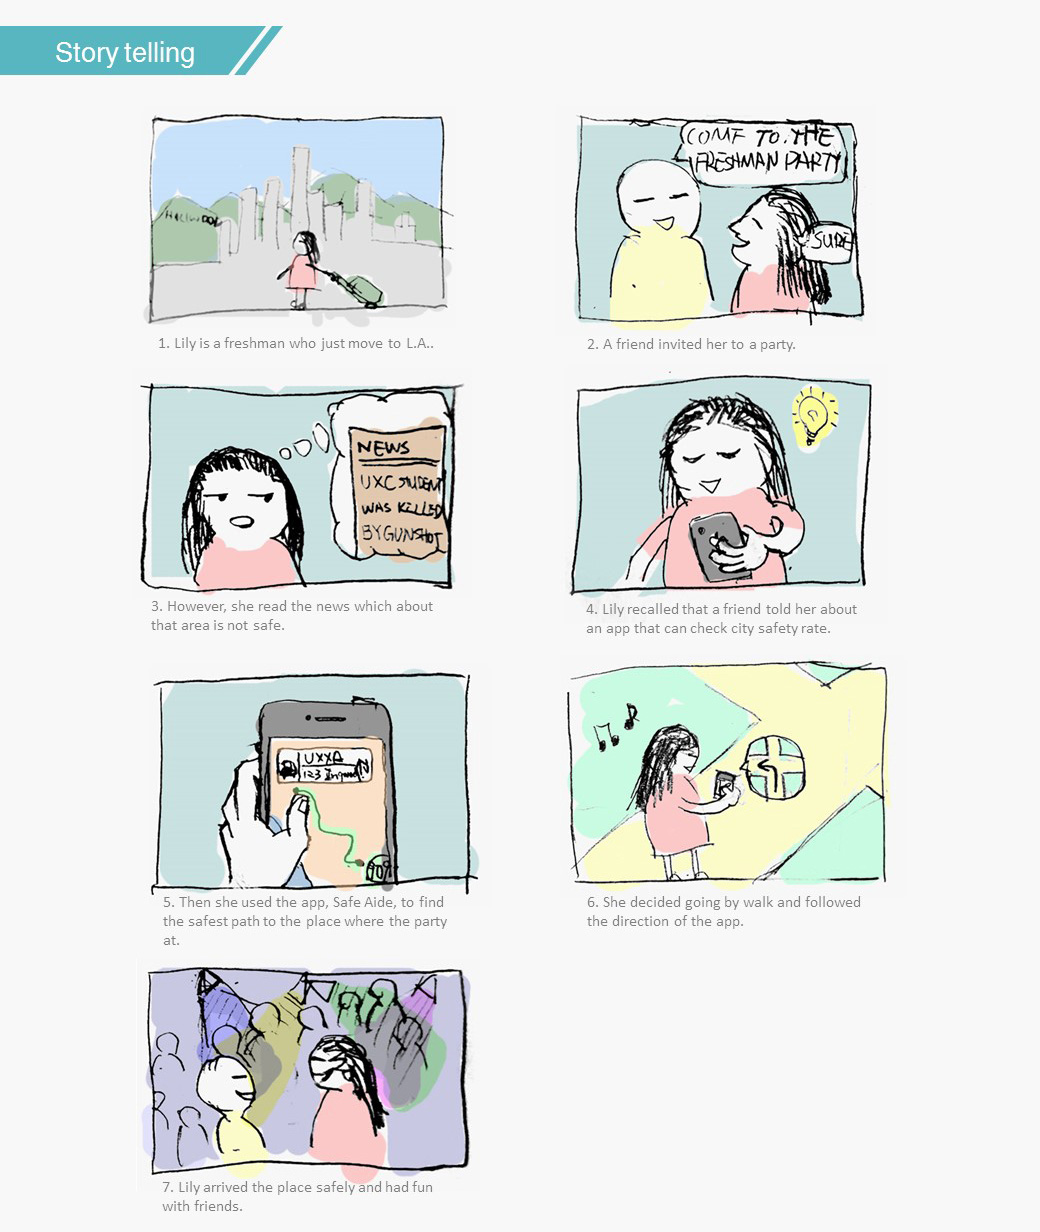 Story telling
COME TO THE
FRESHMAN PARTY
SURE
1. Lily is a freshman who just move to L.A..
2. A friend invited her to a party.
NEWS
UXC STUDENT
WAS KILLED
BY GUNSHOT
3. However, she read the news which about
that area is not safe.
4. Lily recalled that a friend told her about
an app that can check city safety rate.
UXXA
123
5. Then she used the app, Safe Aide, to find
the safest path to the place where the party
at.
6. She decided going by walk and followed
the direction of the app.
7. Lily arrived the place safely and had fun
with friends.